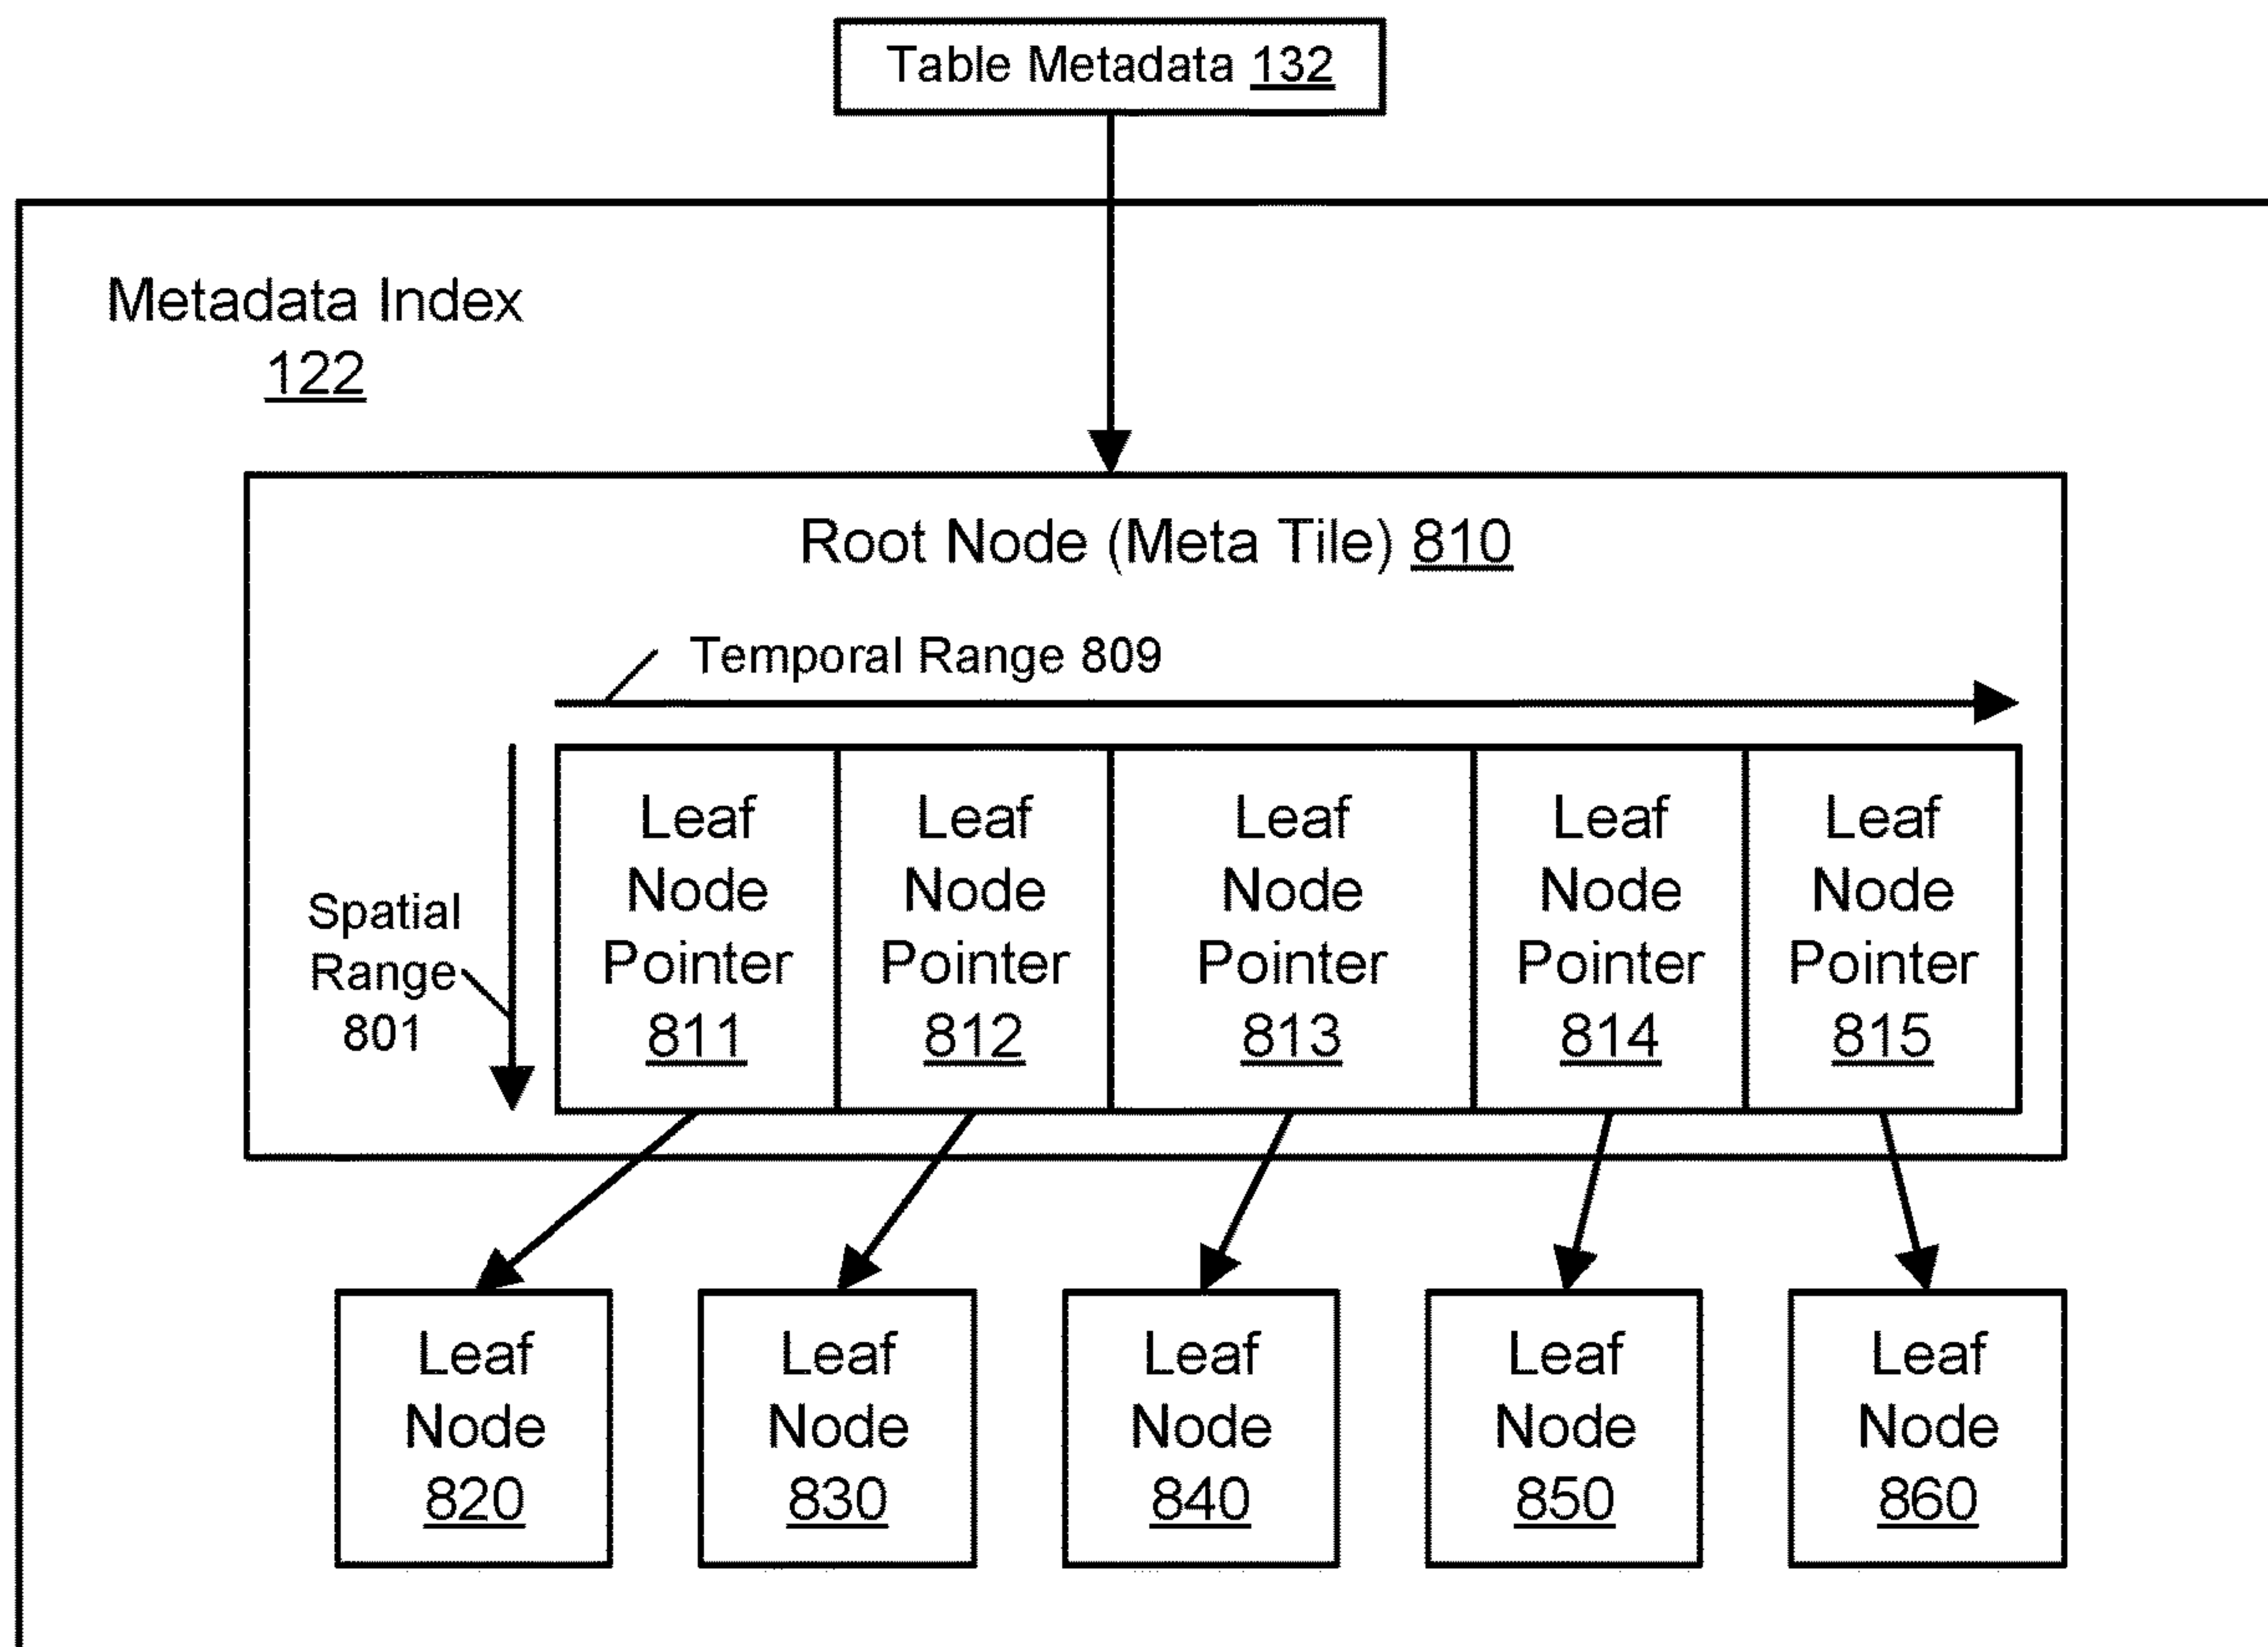 Table Metadata 132
Metadata Index
122
Root Node (Meta Tile) 810
Temporal Range 809
Spatial
Range
801
Leaf
Node
Pointer
811
Leaf
Node
Pointer
812
Leaf
Node
Pointer
813
Leaf
Node
Pointer
814
Leaf
Node
Pointer
815
Leaf
Node
820
Leaf
Node
830
Leaf
Node
840
Leaf
Node
850
Leaf
Node
860